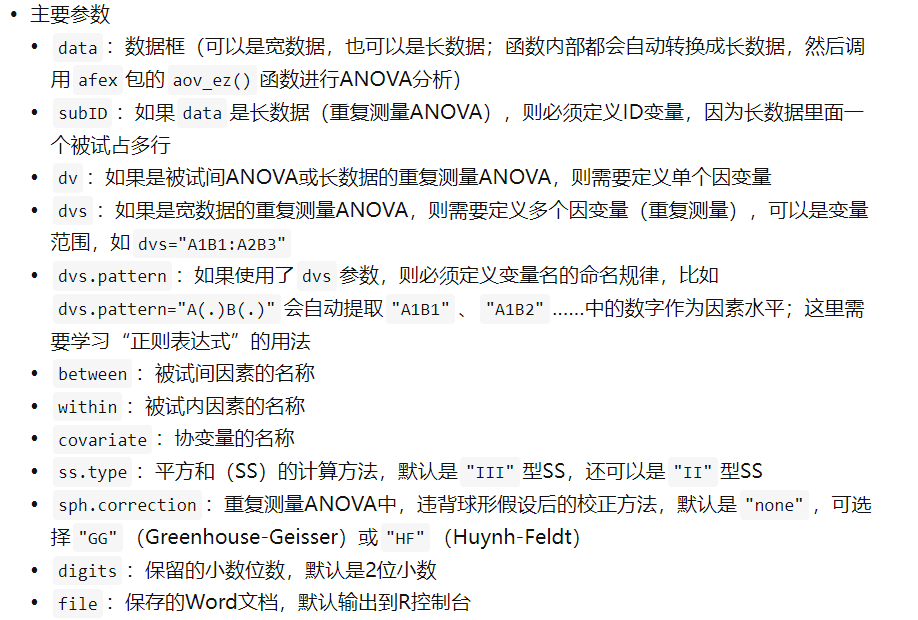 • 主要参数
• data：数据框（可以是宽数据，也可以是长数据；函数内部都会自动转换成长数据，然后调
用 afex 包的 aov_ez() 函数进行ANOVA分析）
• subID ：如果 data 是长数据（重复测量ANOVA），则必须定义ID变量，因为长数据里面一
个被试占多行
• dv ：如果是被试间ANOVA或长数据的重复测量ANOVA，则需要定义单个因变量
• dvs ：如果是宽数据的重复测量ANOVA，则需要定义多个因变量（重复测量），可以是变量
范围，如 dvs="A1B1:A2B3"
• dvs.pattern ：如果使用了 dvs 参数，则必须定义变量名的命名规律，比如
dvs.pattern="A(.)B(.)" 会自动提取 "A1B1" 、 "A1B2" ……中的数字作为因素水平；这里需
要学习“正则表达式”的用法
• between ：被试间因素的名称
• within ：被试内因素的名称
• covariate ：协变量的名称
• ss.type ：平方和（SS）的计算方法，默认是 "III" 型SS，还可以是 "II" 型SS
• sph.correction ：重复测量ANOVA中，违背球形假设后的校正方法，默认是 "none" ，可选
择 "GG" （Greenhouse-Geisser）或 "HF" （Huynh-Feldt）
• digits ：保留的小数位数，默认是2位小数
• file ：保存的Word文档，默认输出到R控制台